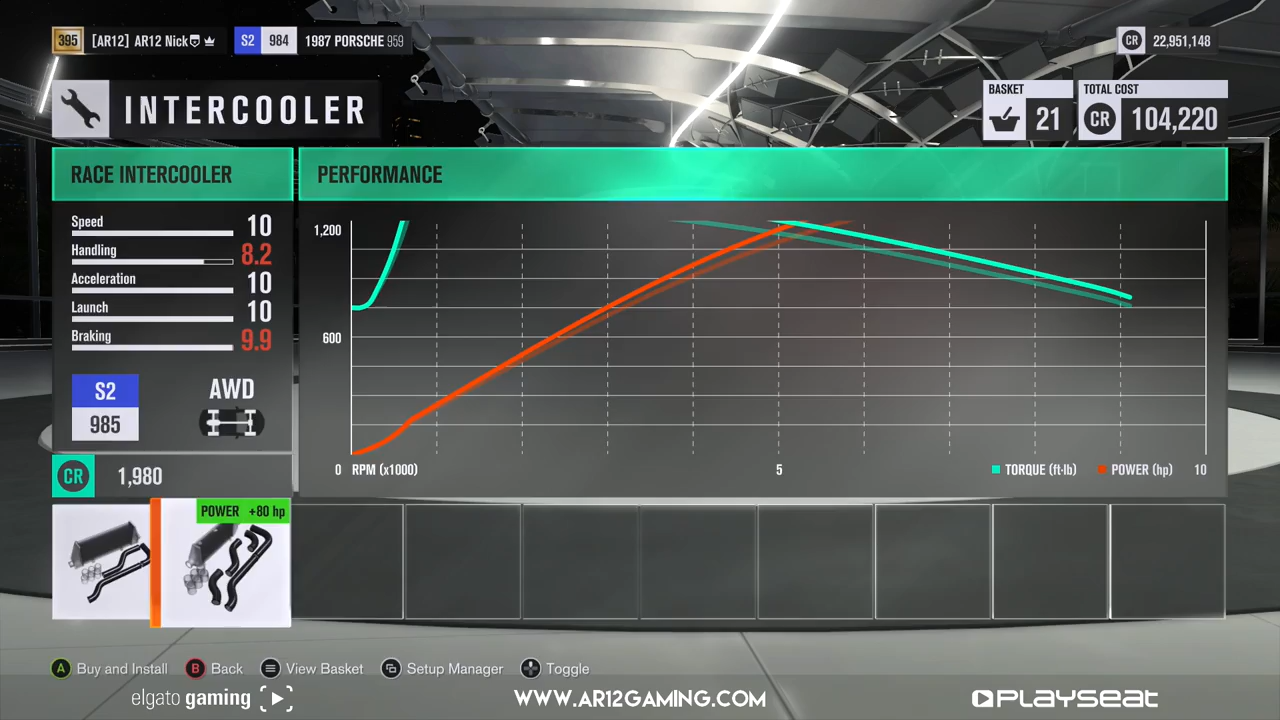 395 [AR12] AR12 Nick S2 984 1987 PORSCHE 959
CR 22,951,148
INTERCOOLER
BASKET
21
TOTAL COST
CR 104,220
RACE INTERCOOLER
PERFORMANCE
Speed 10
Handling 8.2
Acceleration 10
Launch 10
Braking 9.9
S2
985
AWD
CR 1,980
1,200
600
0 RPM (x1000) 5 TORQUE (ft-lb) POWER (hp) 10
POWER +80 hp
A Buy and Install B Back View Basket Setup Manager Toggle
elgato gaming
WWW.AR12GAMING.COM
PLAYSEAT